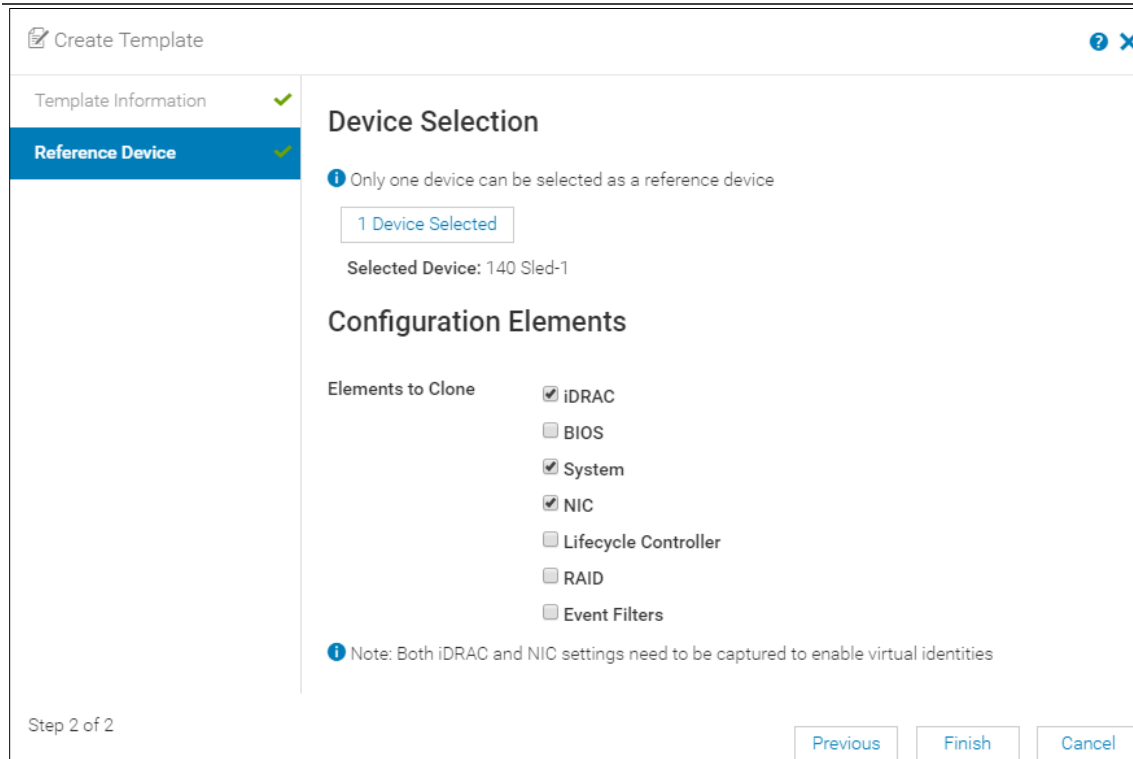 Create Template
Template Information
Reference Device
Device Selection
Only one device can be selected as a reference device
1 Device Selected
Selected Device: 140 Sled-1
Configuration Elements
Elements to Clone
iDRAC
BIOS
System
NIC
Lifecycle Controller
RAID
Event Filters
Note: Both iDRAC and NIC settings need to be captured to enable virtual identities
Step 2 of 2
Previous
Finish
Cancel